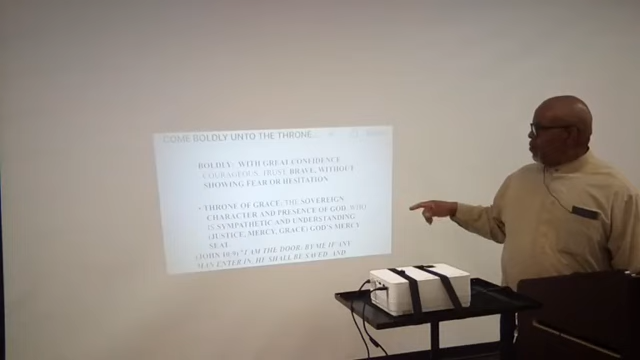 COME BOLDLY UNTO THE THRONE...
BOLDLY- WITH GREAT CONFIDENCE
COURAGEOUS, TRUST, BRAVE, WITHOUT
SHOWING FEAR OR HESITATION
• THRONE OF GRACE, THE SOVEREIGN
CHARACTER AND PRESENCE OF GOD. WHO
IS SYMPATHETIC AND UNDERSTANDING
(JUSTICE, MERCY, GRACE) GOD'S MERCY
SEAT.
(JOHN 10:9) "I AM THE DOOR: BY ME IF ANY
MAN ENTER IN, HE SHALL BE SAVED, AND